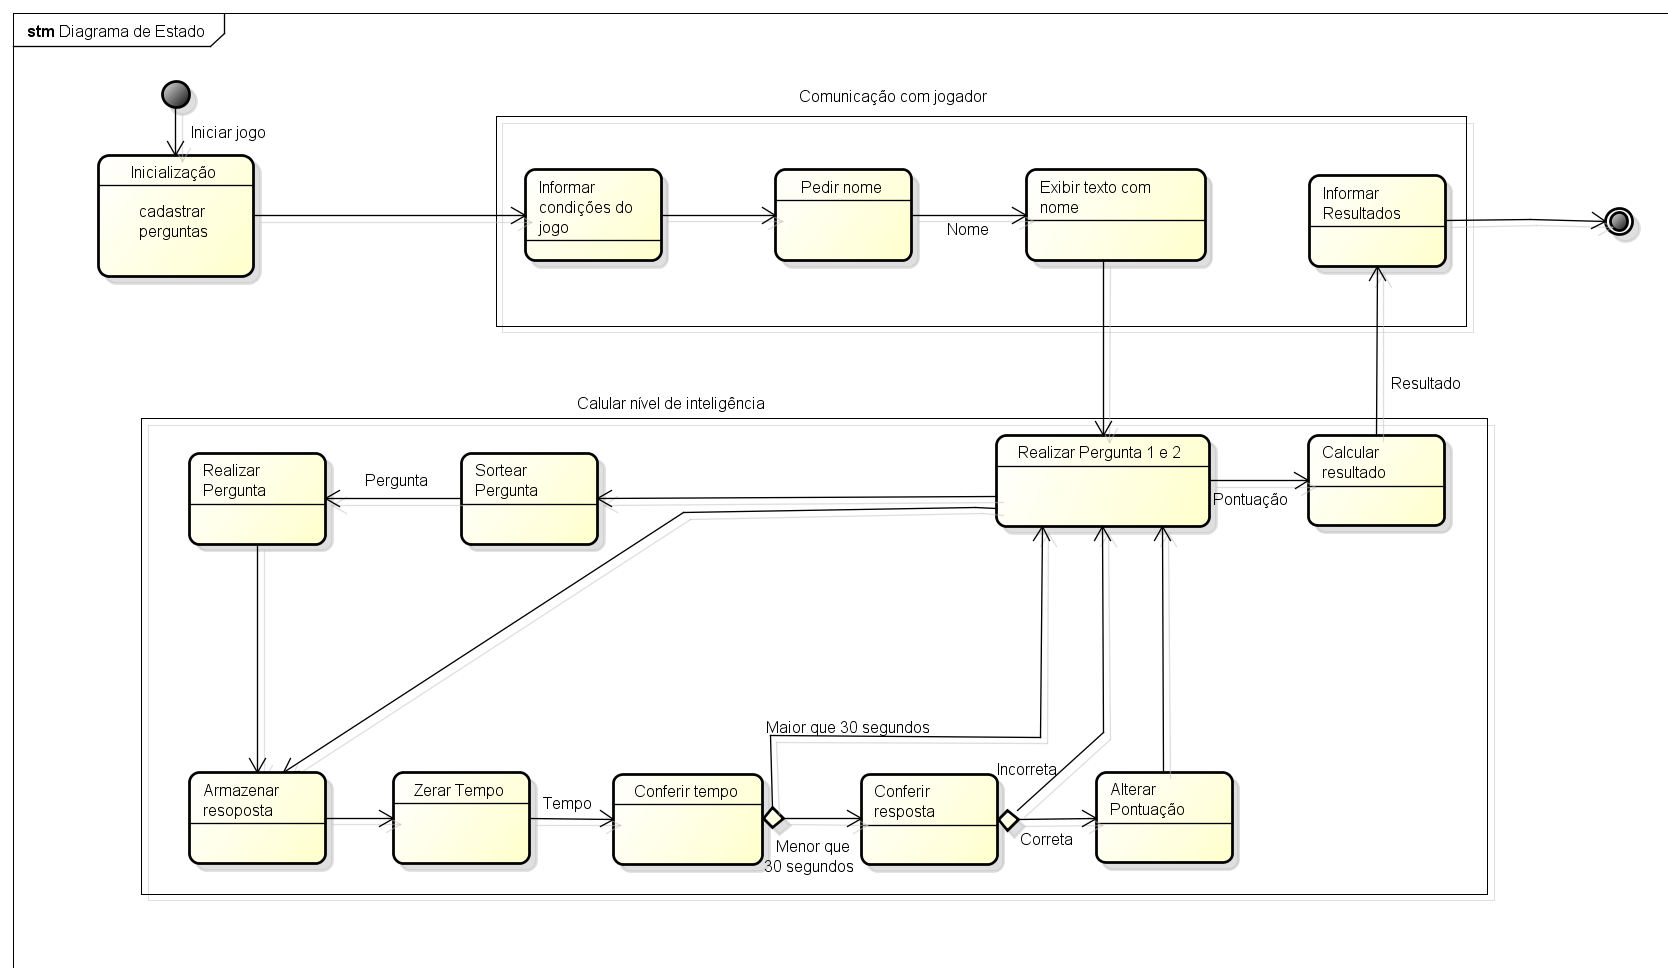 stm Diagrama de Estado
Iniciar jogo
Inicialização
cadastrar
perguntas
Comunicação com jogador
Informar
condições do
jogo
Pedir nome
Nome
Exibir texto com
nome
Informar
Resultados
Resultado
Calular nível de inteligência
Realizar
Pergunta
Pergunta
Sortear
Pergunta
Realizar Pergunta 1 e 2
Pontuação
Calcular
resultado
Armazenar
resoposta
Zerar Tempo
Tempo
Conferir tempo
Maior que 30 segundos
Menor que
30 segundos
Conferir
resposta
Incorreta
Correta
Alterar
Pontuação